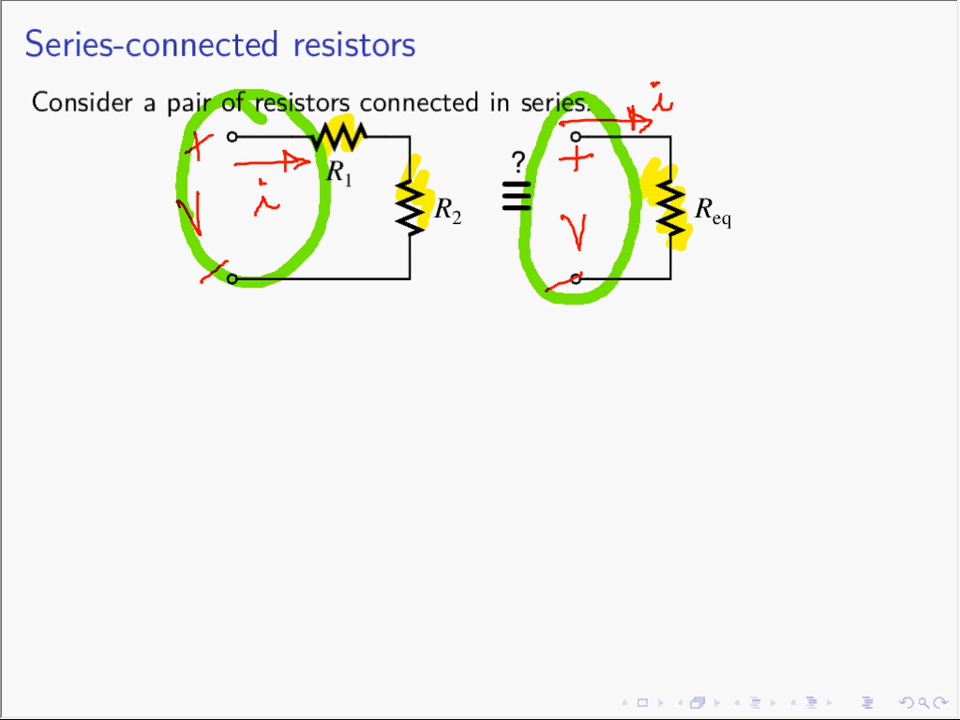 Series-connected resistors
Consider a pair of resistors connected in series.
i
+
+
R1
?
i
V
R2
V
Req
−
−